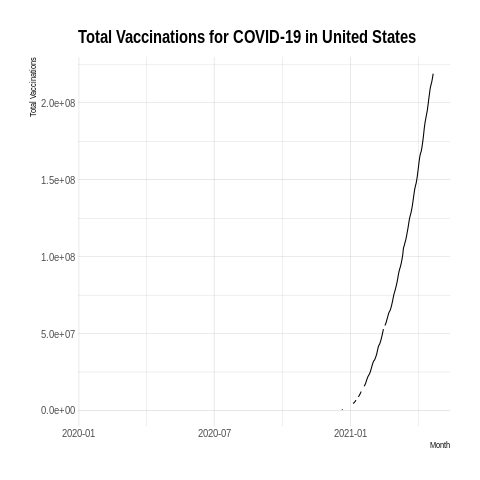 Total Vaccinations for COVID-19 in United States
Total Vaccinations
2.0e+08
1.5e+08
1.0e+08
5.0e+07
0.0e+00
2020-01
2020-07
2021-01
Month